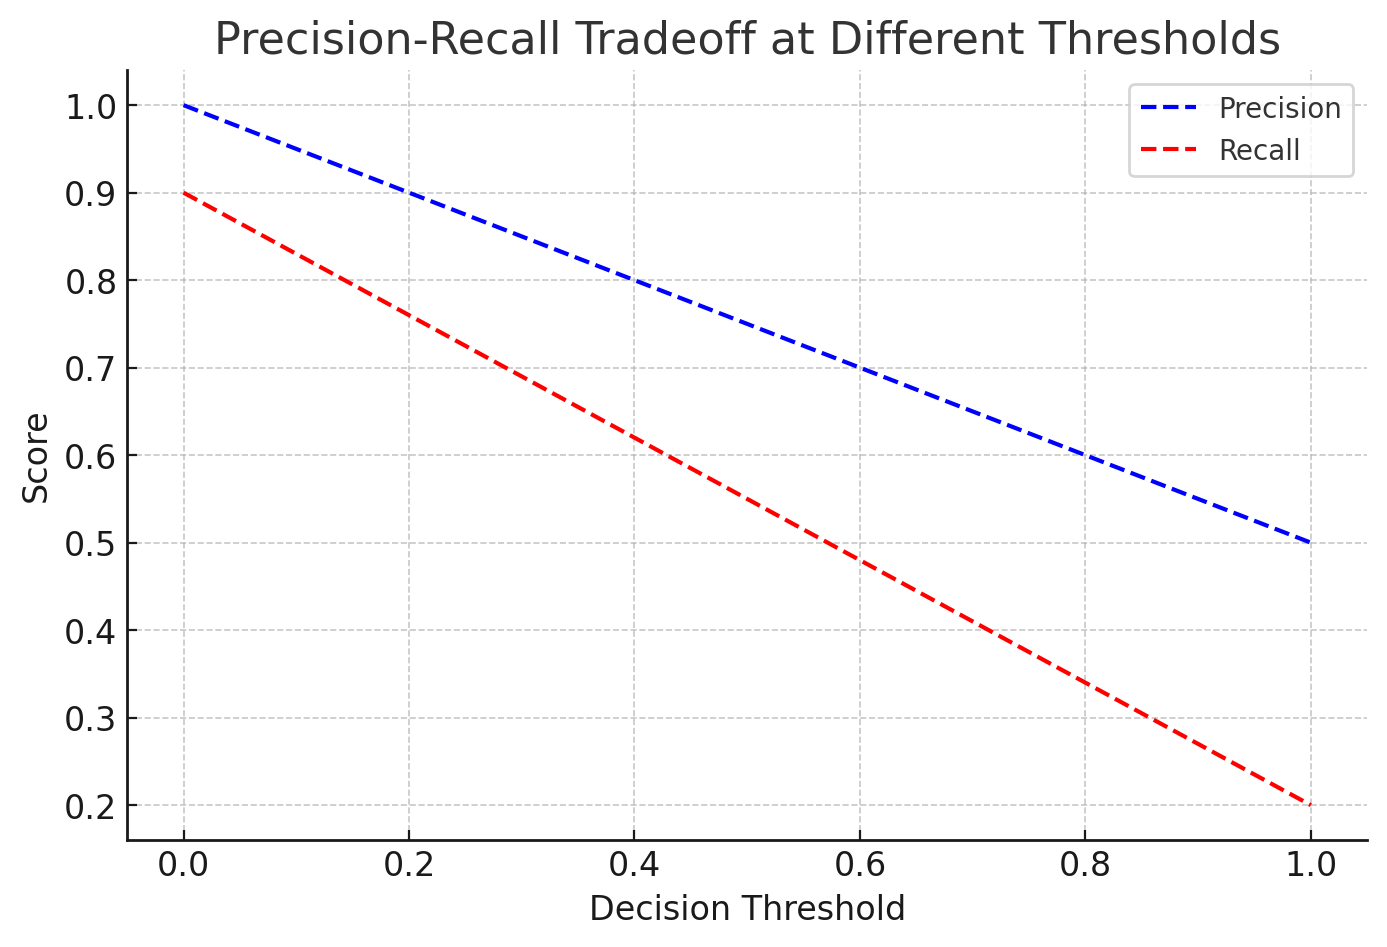 Precision-Recall Tradeoff at Different Thresholds
Precision
Recall
1.0
0.9
0.8
0.7
0.6
0.5
0.4
0.3
0.2
Score
0.0 0.2 0.4 0.6 0.8 1.0
Decision Threshold